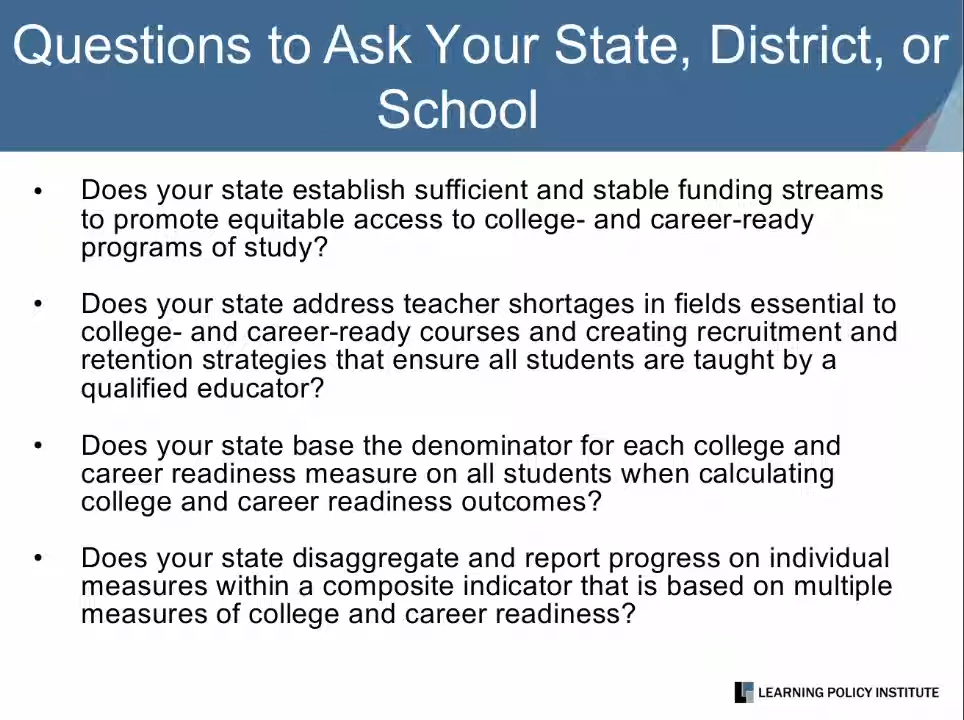 Questions to Ask Your State, District, or
School
• Does your state establish sufficient and stable funding streams
to promote equitable access to college- and career-ready
programs of study?
• Does your state address teacher shortages in fields essential to
college- and career-ready courses and creating recruitment and
retention strategies that ensure all students are taught by a
qualified educator?
• Does your state base the denominator for each college and
career readiness measure on all students when calculating
college and career readiness outcomes?
• Does your state disaggregate and report progress on individual
measures within a composite indicator that is based on multiple
measures of college and career readiness?
LEARNING POLICY INSTITUTE